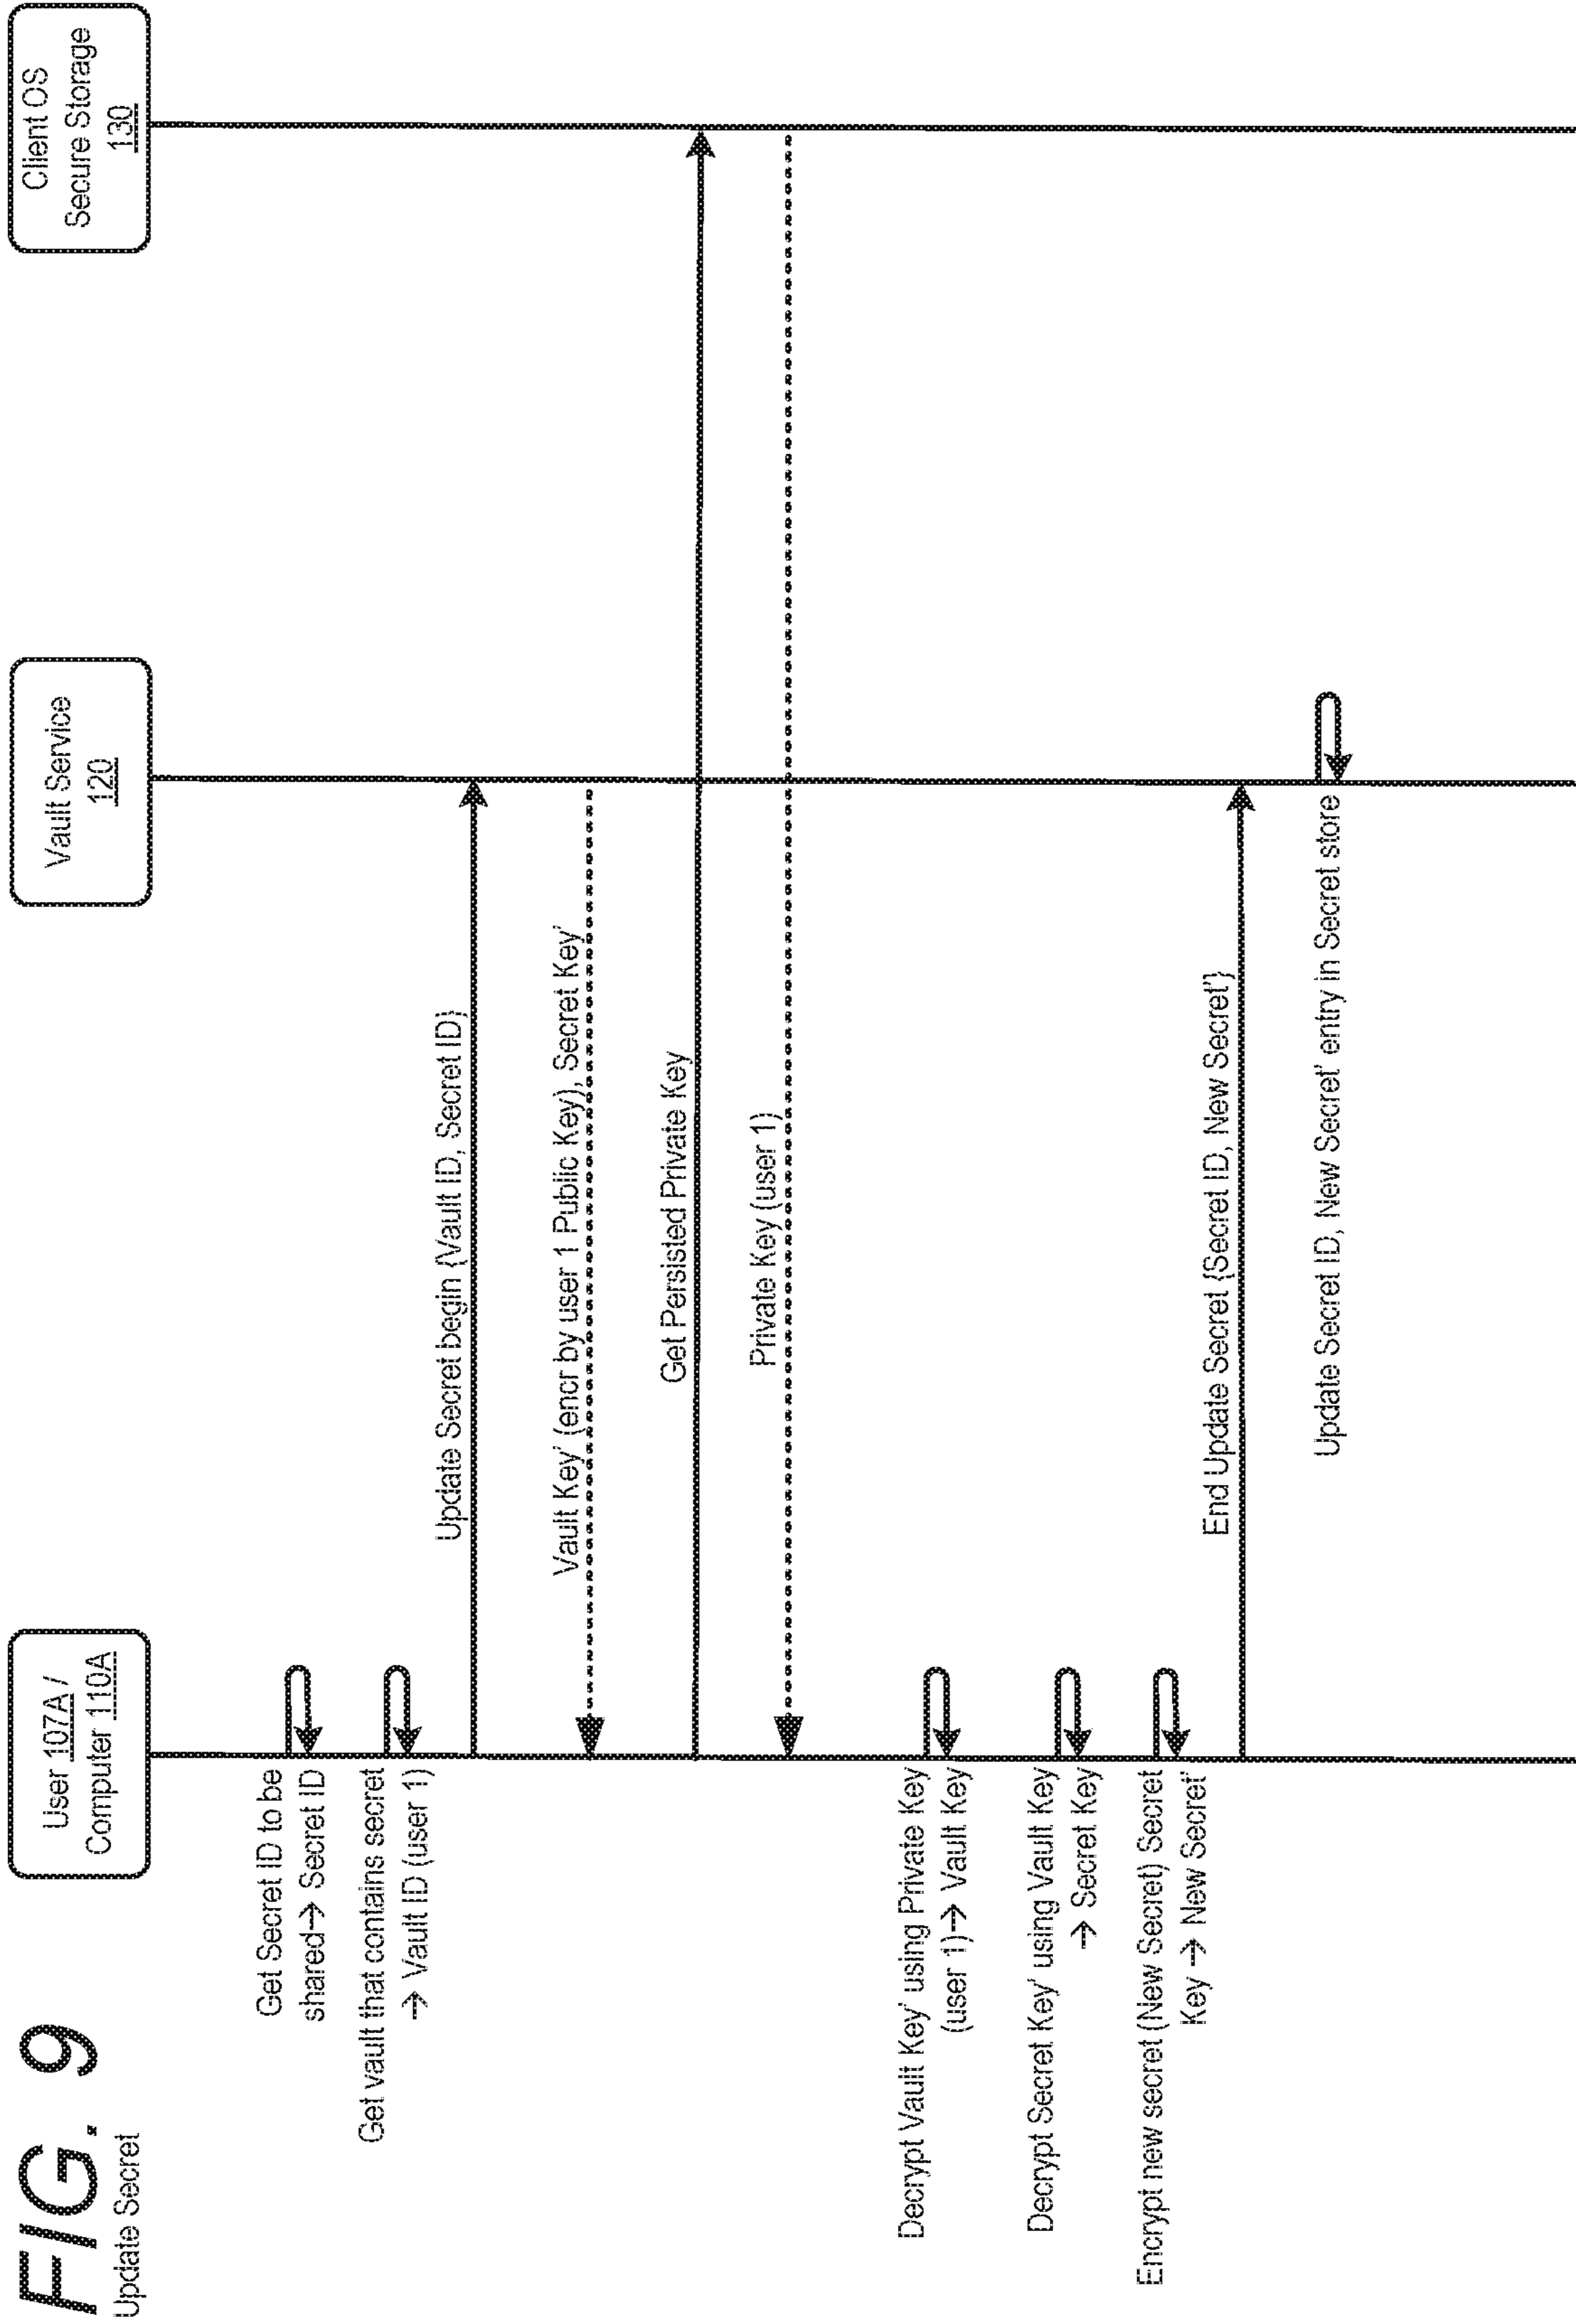 FIG. 9
Update Secret
User 107A /
Computer 110A
Vault Service
120
Client OS
Secure Storage
130
Get Secret ID to be
shared→ Secret ID
Get vault that contains secret
→ Vault ID (user 1)
Update Secret begin {Vault ID, Secret ID}
Vault Key' (encr by user 1 Public Key), Secret Key'
Get Persisted Private Key
Private Key (user 1)
Decrypt Vault Key' using Private Key
(user 1)→ Vault Key
Decrypt Secret Key' using Vault Key
→ Secret Key
Encrypt new secret (New Secret) Secret
Key → New Secret'
End Update Secret {Secret ID, New Secret'}
Update Secret ID, New Secret' entry in Secret store